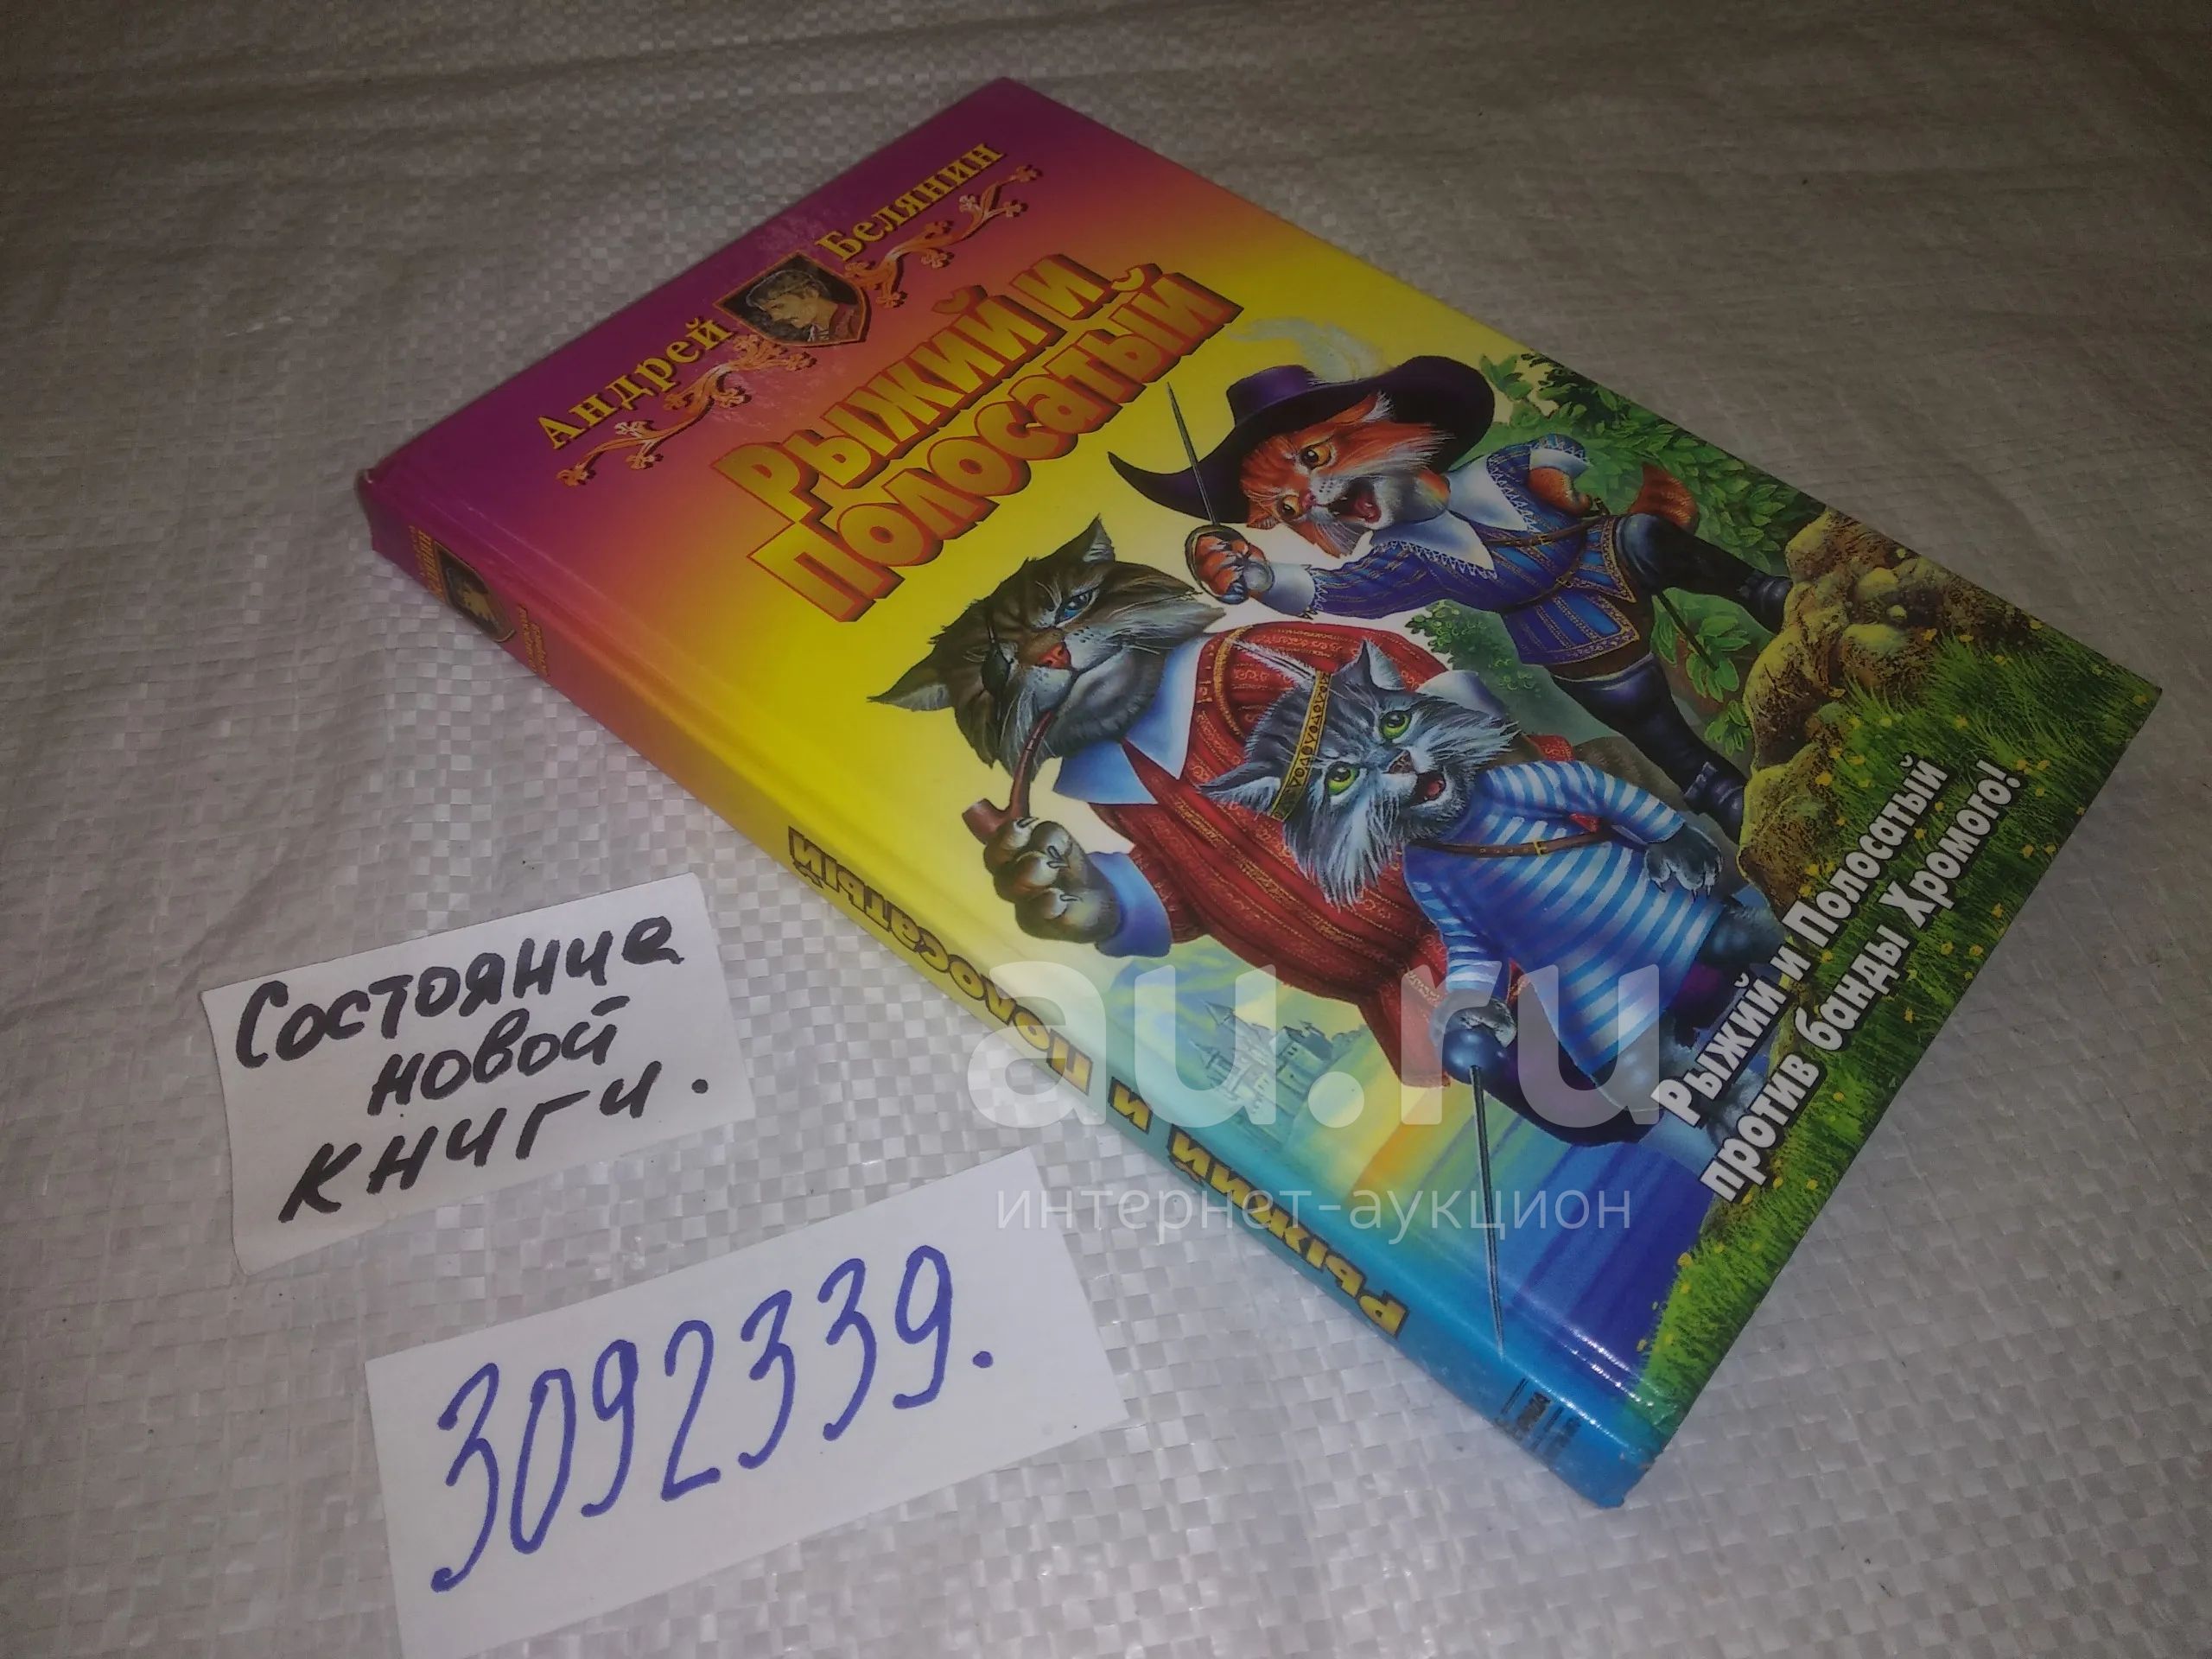 Андрей Белянин
Рыжий и
Полосатый
Рыжий и Полосатый
против банды Хромого!
Рыжий и Полосатый
Состояние
новой
книги.
3092339.
au.ru
интернет-аукцион